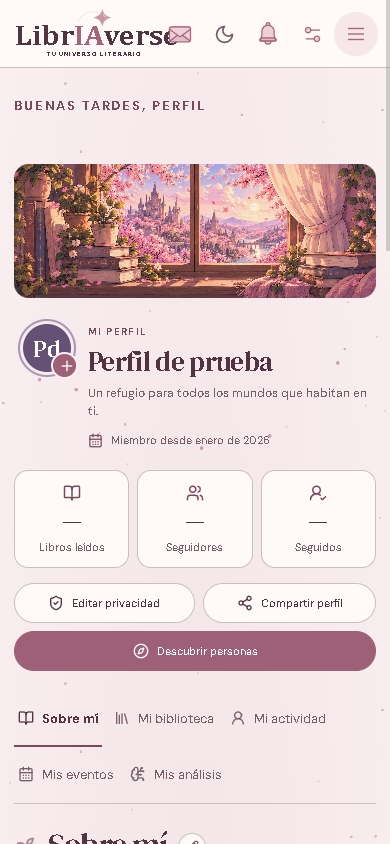 LibrIAverse
TU UNIVERSO LITERARIO
BUENAS TARDES, PERFIL
Pd
MI PERFIL
Perfil de prueba
Un refugio para todos los mundos que habitan en
ti.
Miembro desde enero de 2026
— — —
Libros leídos Seguidores Seguidos
Editar privacidad Compartir perfil
Descubrir personas
Sobre mí Mi biblioteca Mi actividad
Mis eventos Mis análisis
Sobre mí